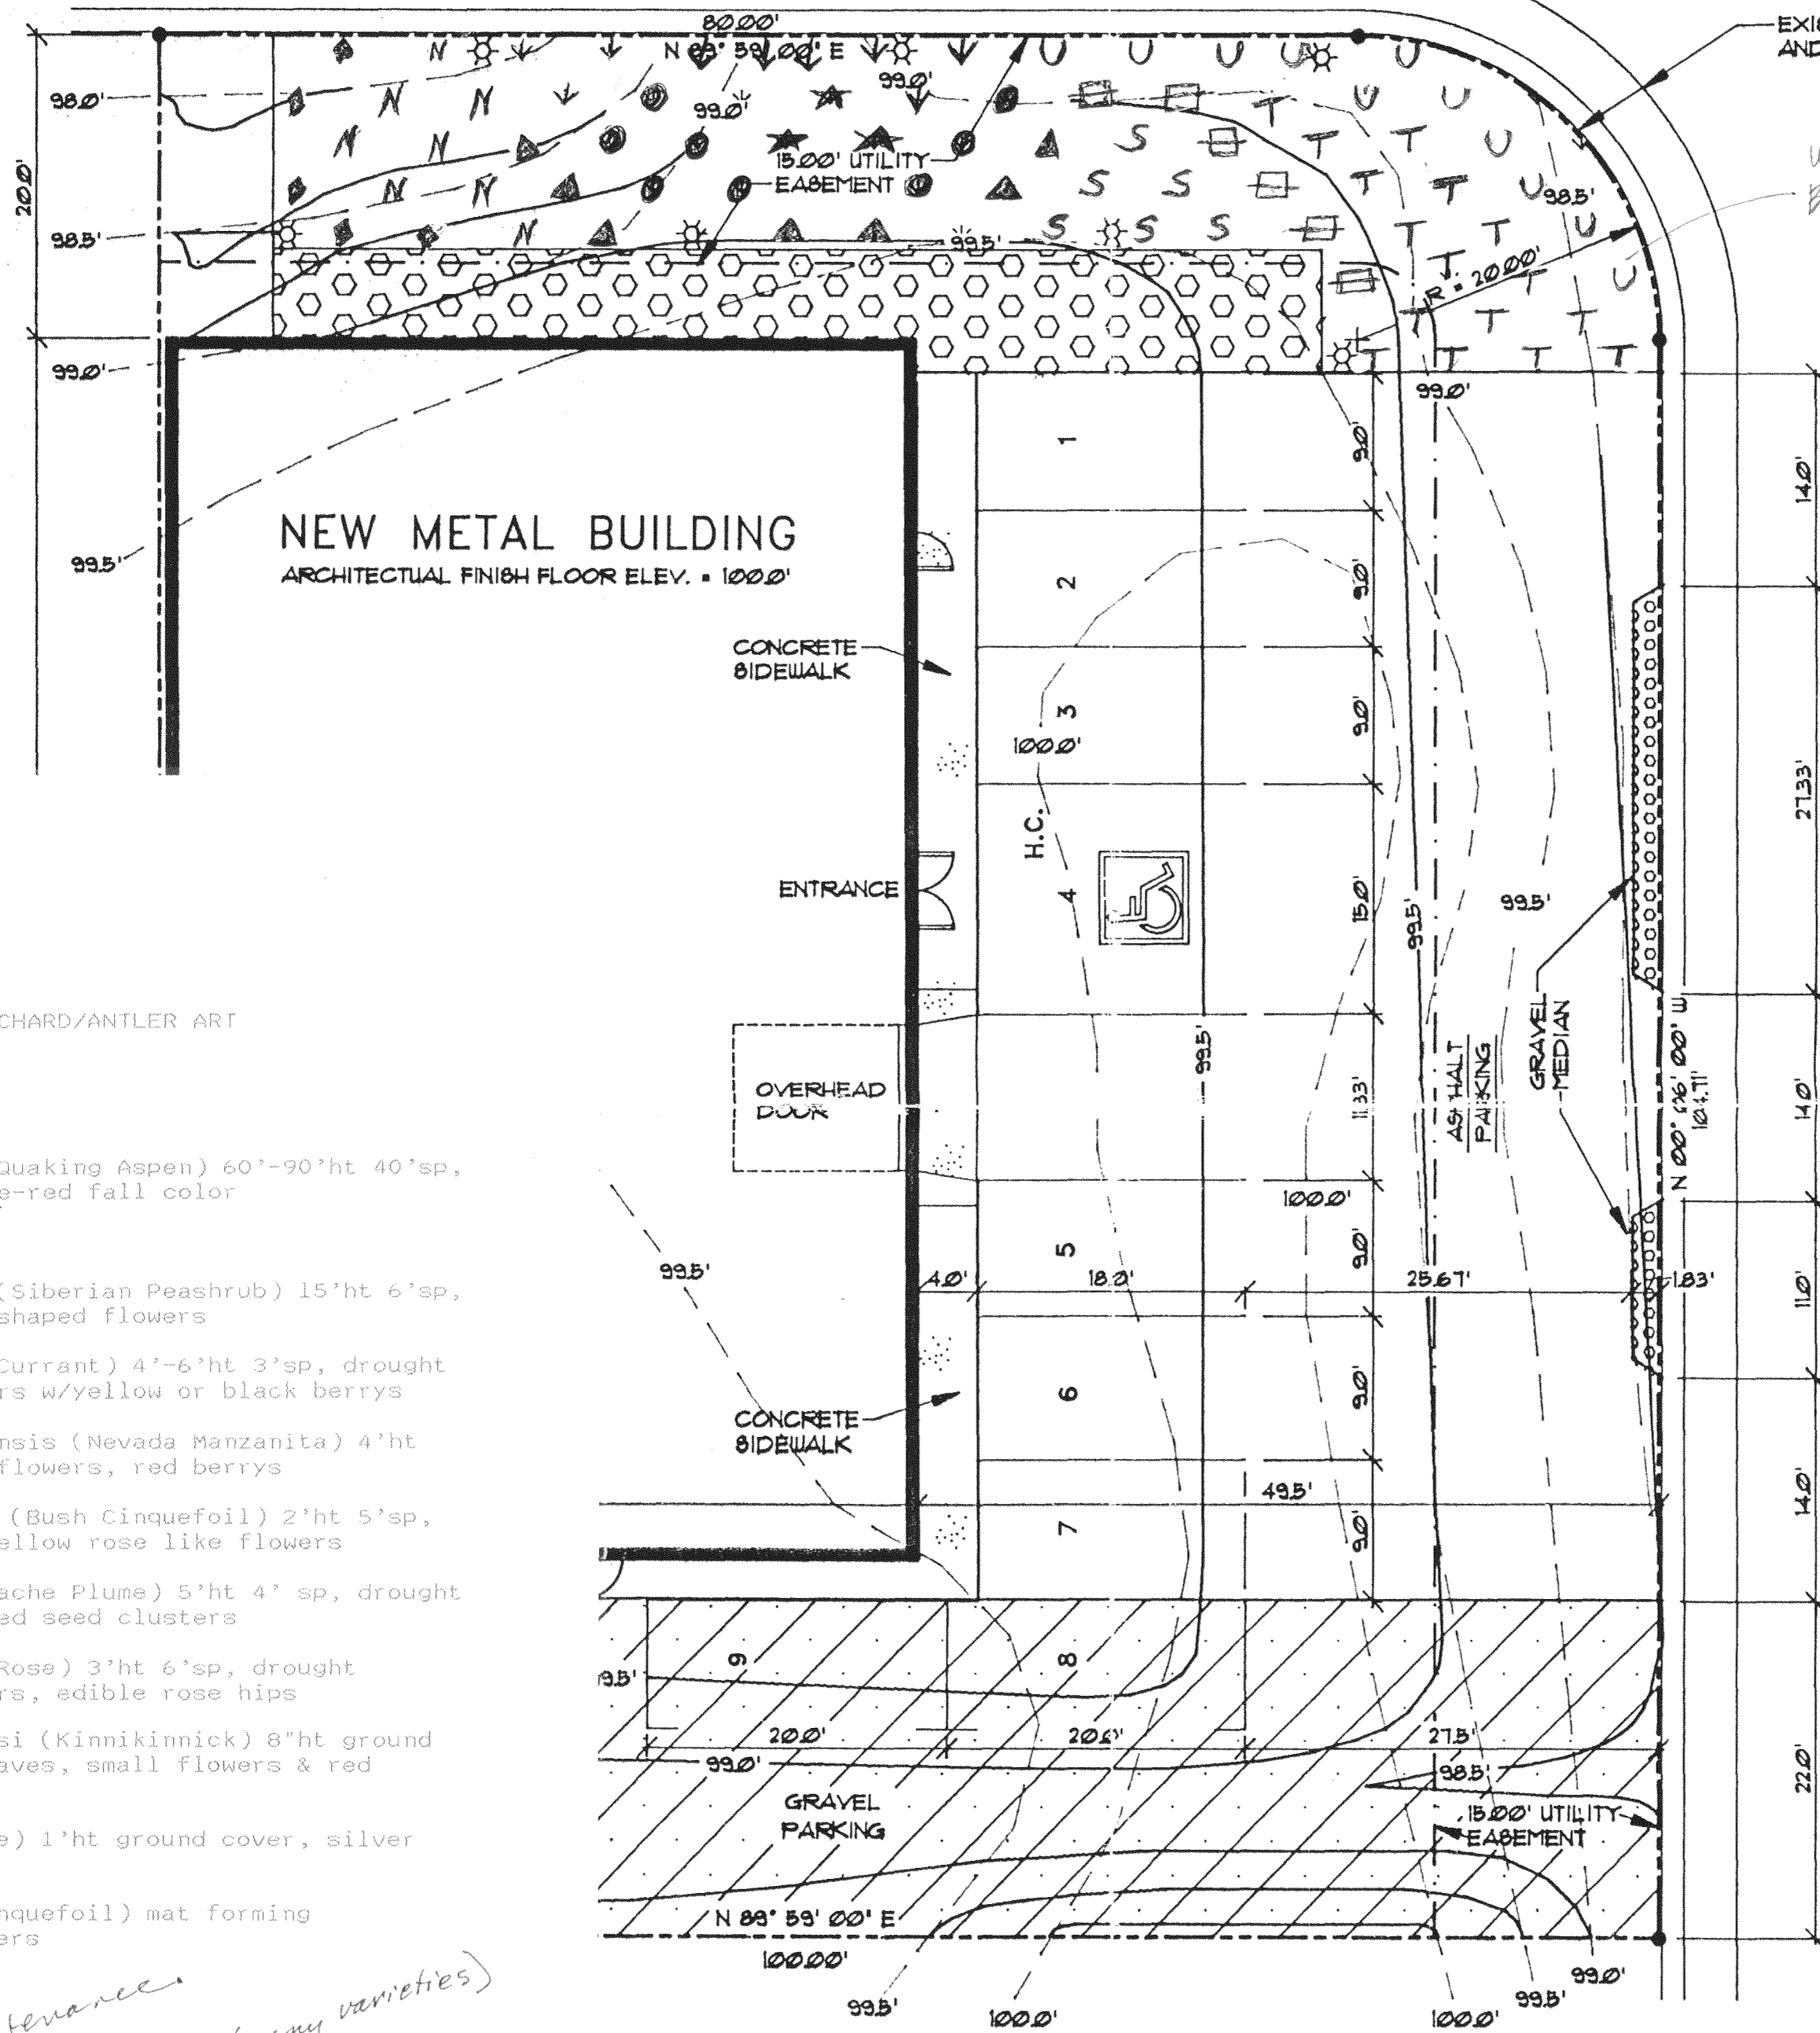 80.00'
N 89° 59' 00" E
EXIS
AND
98.0'
99.0'
99.0'
20.0'
15.00' UTILITY
EASEMENT
98.5'
98.5'
99.5'
R = 20.00'
99.0'
99.0'
99.5'
NEW METAL BUILDING
ARCHITECTUAL FINISH FLOOR ELEV. = 100.0'
1
9.0'
14.0'
2
9.0'
CONCRETE
SIDEWALK
3
9.0'
100.0'
27.33'
H.C.
ENTRANCE
4
15.0'
99.5'
99.5'
CHARD/ANTLER ART
99.5'
ASPHALT
PARKING
GRAVEL
MEDIAN
OVERHEAD
DOOR
11.33'
N 00° 26' 00" W
104.71'
14.0'
Quaking Aspen) 60'-90'ht 40'sp,
e-red fall color
100.0'
(Siberian Peashrub) 15'ht 6'sp,
shaped flowers
99.5'
5
9.0'
4.0'
18.0'
25.67'
1.83'
11.0'
Currant) 4'-6'ht 3'sp, drought
rs w/yellow or black berrys
6
9.0'
CONCRETE
SIDEWALK
nsis (Nevada Manzanita) 4'ht
flowers, red berrys
49.5'
14.0'
(Bush Cinquefoil) 2'ht 5'sp,
ellow rose like flowers
7
9.0'
ache Plume) 5'ht 4' sp, drought
ed seed clusters
Rose) 3'ht 6'sp, drought
rs, edible rose hips
9
8
9.5'
si (Kinnikinnick) 8"ht ground
aves, small flowers & red
20.0'
27.5'
99.0'
98.5'
22.0'
GRAVEL
PARKING
15.00' UTILITY
EASEMENT
e) 1'ht ground cover, silver
nquefoil) mat forming
ers
N 89° 59' 00" E
100.00'
99.0'
99.5'
99.5'
100.0'
100.0'
tenance.
varieties)